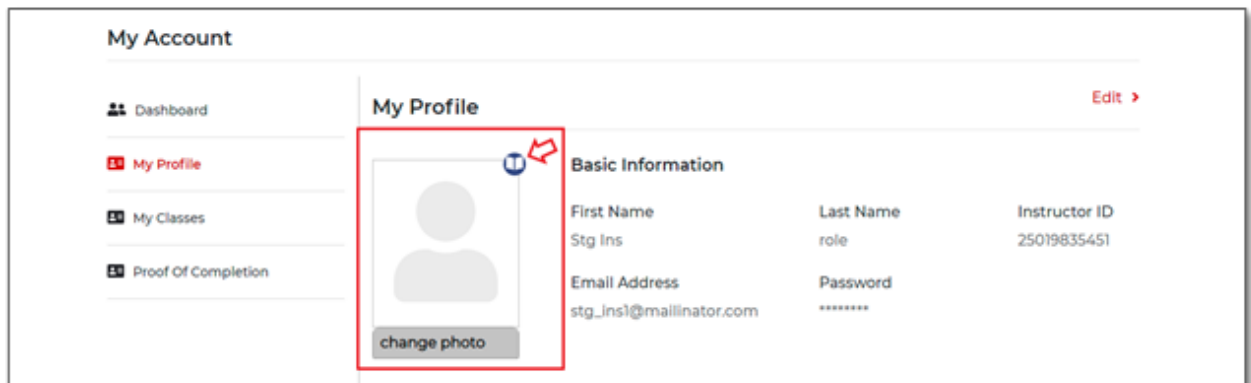 My Account
Dashboard
My Profile
My Classes
Proof Of Completion
My Profile
Edit >
change photo
Basic Information
First Name Last Name Instructor ID
Stg Ins role 25019835451
Email Address Password
stg_ins1@mailinator.com ********